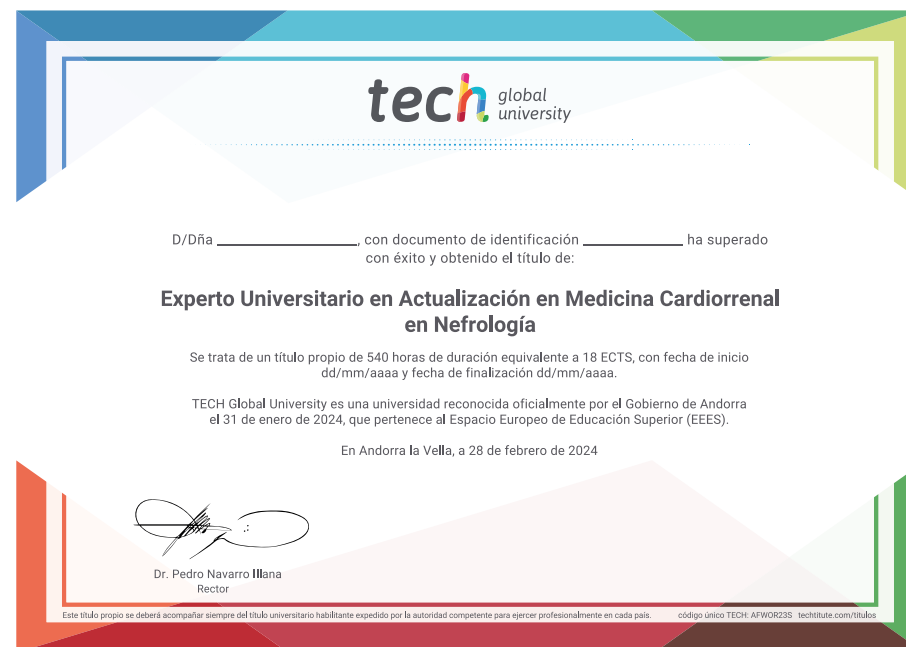 tech global
university
D/Dña ______________, con documento de identificación __________ ha superado
con éxito y obtenido el título de:
Experto Universitario en Actualización en Medicina Cardiorrenal
en Nefrología
Se trata de un título propio de 540 horas de duración equivalente a 18 ECTS, con fecha de inicio
dd/mm/aaaa y fecha de finalización dd/mm/aaaa.
TECH Global University es una universidad reconocida oficialmente por el Gobierno de Andorra
el 31 de enero de 2024, que pertenece al Espacio Europeo de Educación Superior (EEES).
En Andorra la Vella, a 28 de febrero de 2024
Dr. Pedro Navarro Illana
Rector
Este título propio se deberá acompañar siempre del título universitario habilitante expedido por la autoridad competente para ejercer profesionalmente en cada país. código único TECH: AFWOR23S techtitute.com/titulos